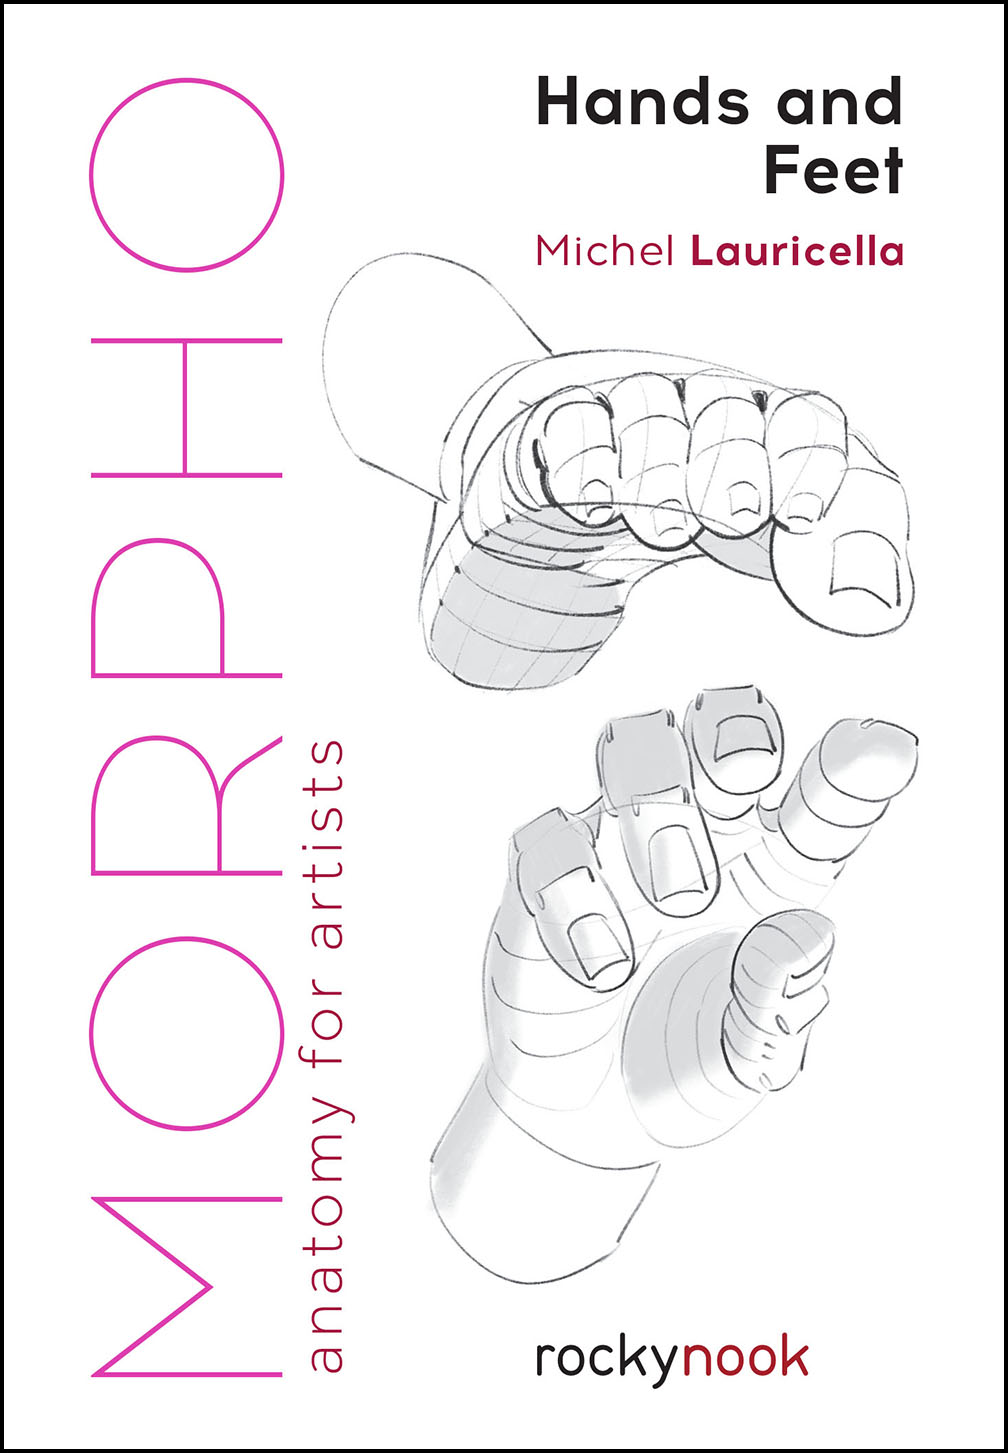 Hands and
Feet
Michel Lauricella
MORPHO
anatomy for artists
rockynook